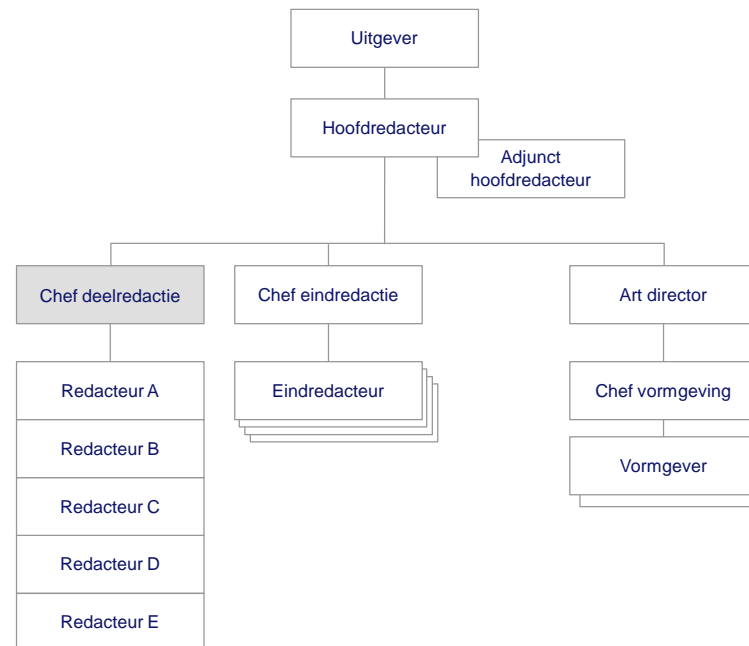 Uitgever
Hoofdredacteur
Adjunct
hoofdredacteur
Chef deelredactie
Chef eindredactie
Art director
Redacteur A
Eindredacteur
Chef vormgeving
Redacteur B
Vormgever
Redacteur C
Redacteur D
Redacteur E